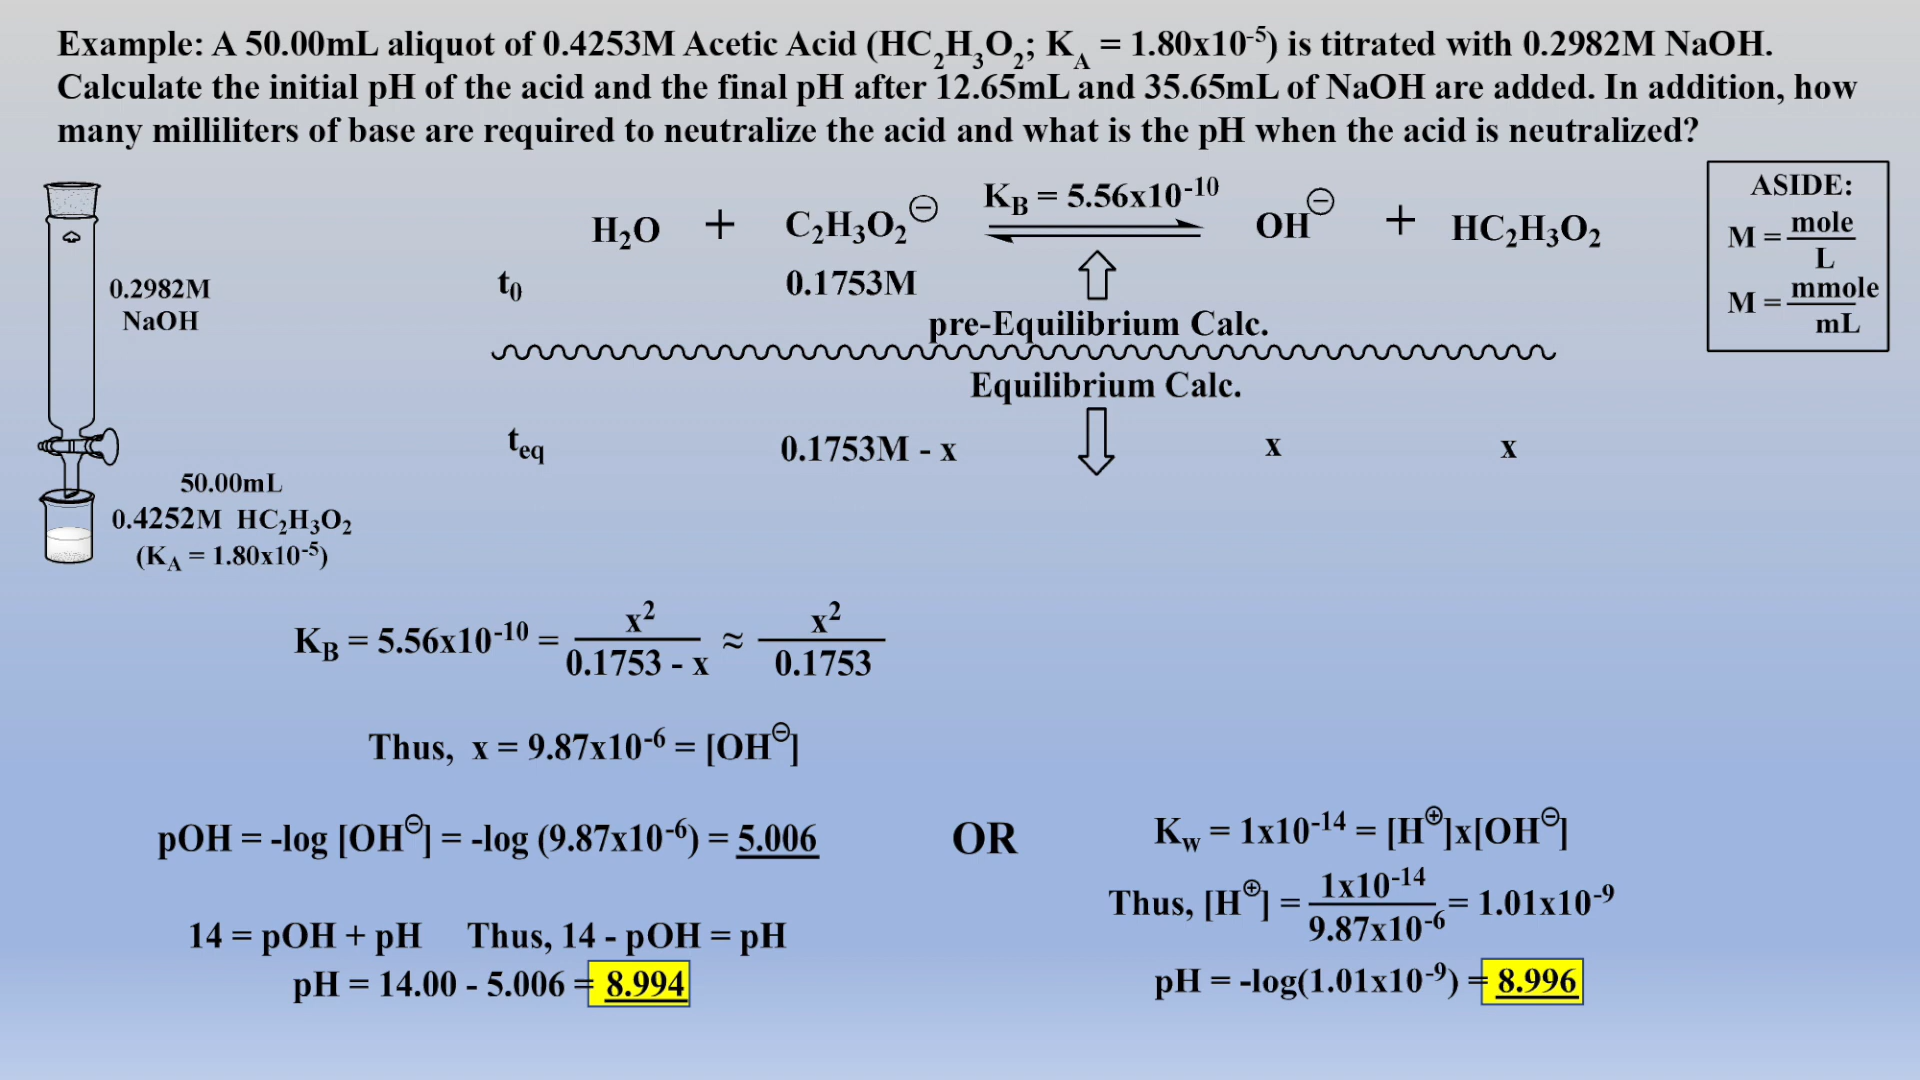 Example: A 50.00mL aliquot of 0.4253M Acetic Acid (HC₂H₃O₂; K_A = 1.80x10⁻⁵) is titrated with 0.2982M NaOH.
Calculate the initial pH of the acid and the final pH after 12.65mL and 35.65mL of NaOH are added. In addition, how
many milliliters of base are required to neutralize the acid and what is the pH when the acid is neutralized?
ASIDE:
M = mole / L
M = mmole / mL
H₂O + C₂H₃O₂⊖ K_B = 5.56x10⁻¹⁰ ⇌ OH⊖ + HC₂H₃O₂
t₀ 0.1753M ⇧
pre-Equilibrium Calc.
Equilibrium Calc.
t_eq 0.1753M - x ⇩ x x
0.2982M
NaOH
50.00mL
0.4252M HC₂H₃O₂
(K_A = 1.80x10⁻⁵)
K_B = 5.56x10⁻¹⁰ = x² / 0.1753 - x ≈ x² / 0.1753
Thus, x = 9.87x10⁻⁶ = [OH⊖]
pOH = -log [OH⊖] = -log (9.87x10⁻⁶) = 5.006
14 = pOH + pH Thus, 14 - pOH = pH
pH = 14.00 - 5.006 = 8.994
OR
K_w = 1x10⁻¹⁴ = [H⊕]x[OH⊖]
Thus, [H⊕] = 1x10⁻¹⁴ / 9.87x10⁻⁶ = 1.01x10⁻⁹
pH = -log(1.01x10⁻⁹) = 8.996